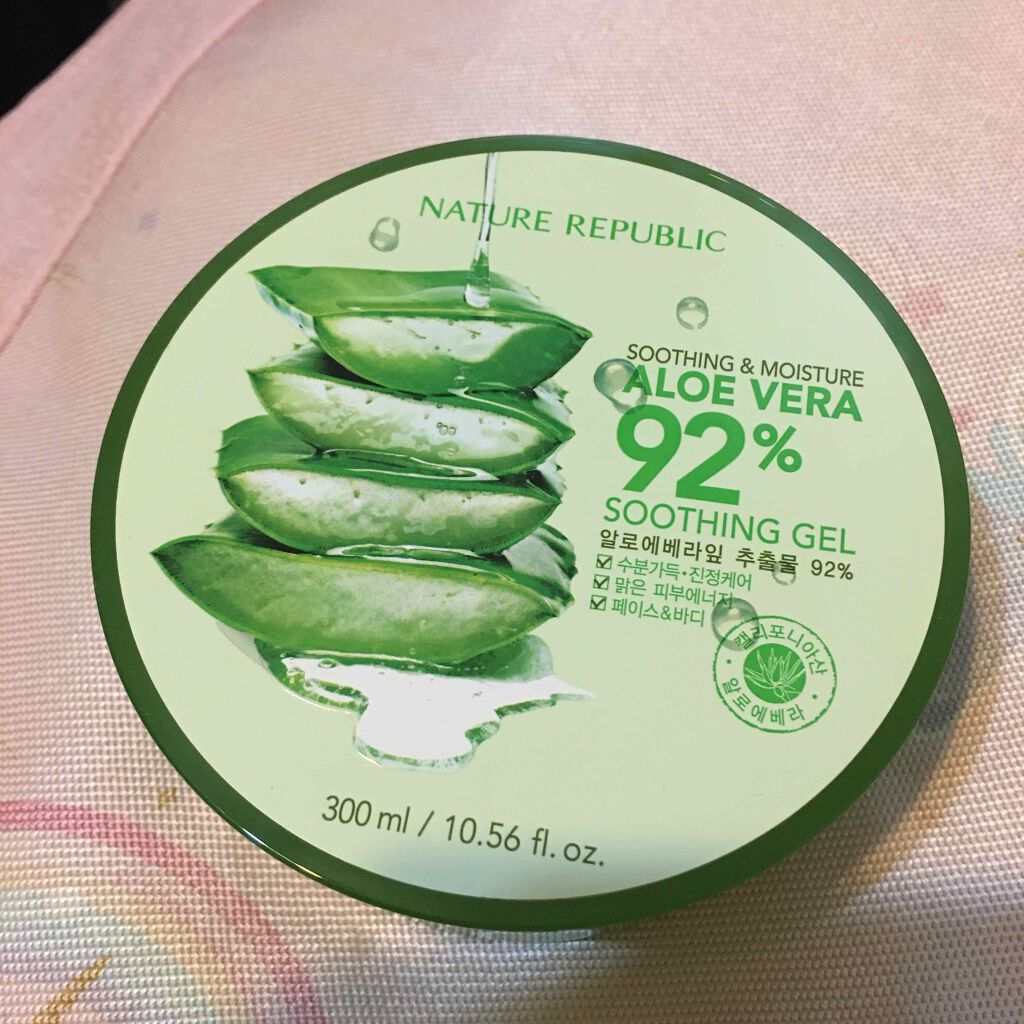 NATURE REPUBLIC
SOOTHING & MOISTURE
ALOE VERA
92%
SOOTHING GEL
알로에베라잎 추출물 92%
수분가득·진정케어
맑은 피부에너지
페이스&바디
캘리포니아산
알로에베라
300 ml / 10.56 fl. oz.